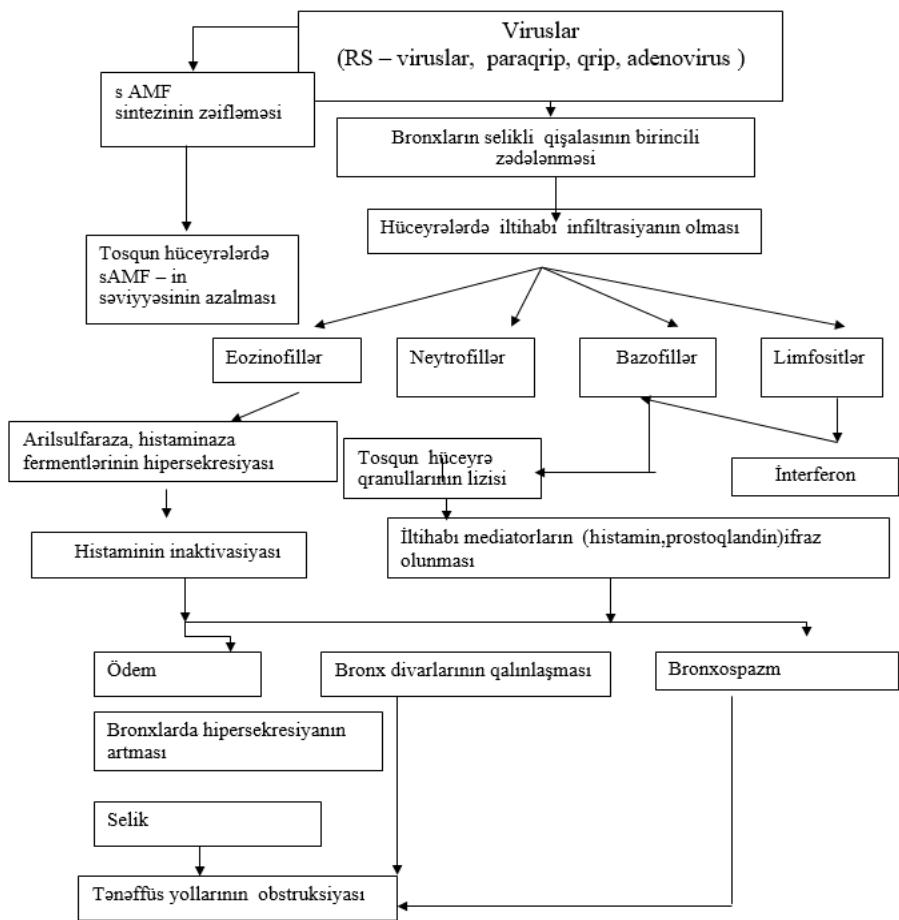 Viruslar
(RS – viruslar, paraqrip, qrip, adenovirus )
s AMF
sintezinin zəifləməsi
Bronxların selikli qişalasının birincili
zədələnməsi
Hüceyrələrdə iltihabı infiltrasiyanın olması
Tosqun hüceyrələrdə
sAMF – in
səviyyəsinin azalması
Eozinofillər
Neytrofillər
Bazofillər
Limfositlər
Arilsulfaraza, histaminaza
fermentlərinin hipersekresiyası
Tosqun hüceyrə
qranullarının lizisi
İnterferon
Histaminin inaktivasiyası
İltihabı mediatorların (histamin,prostoqlandin)ifraz
olunması
Ödem
Bronx divarlarının qalınlaşması
Bronxospazm
Bronxlarda hipersekresiyanın
artması
Selik
Tənəffüs yollarının obstruksiyası